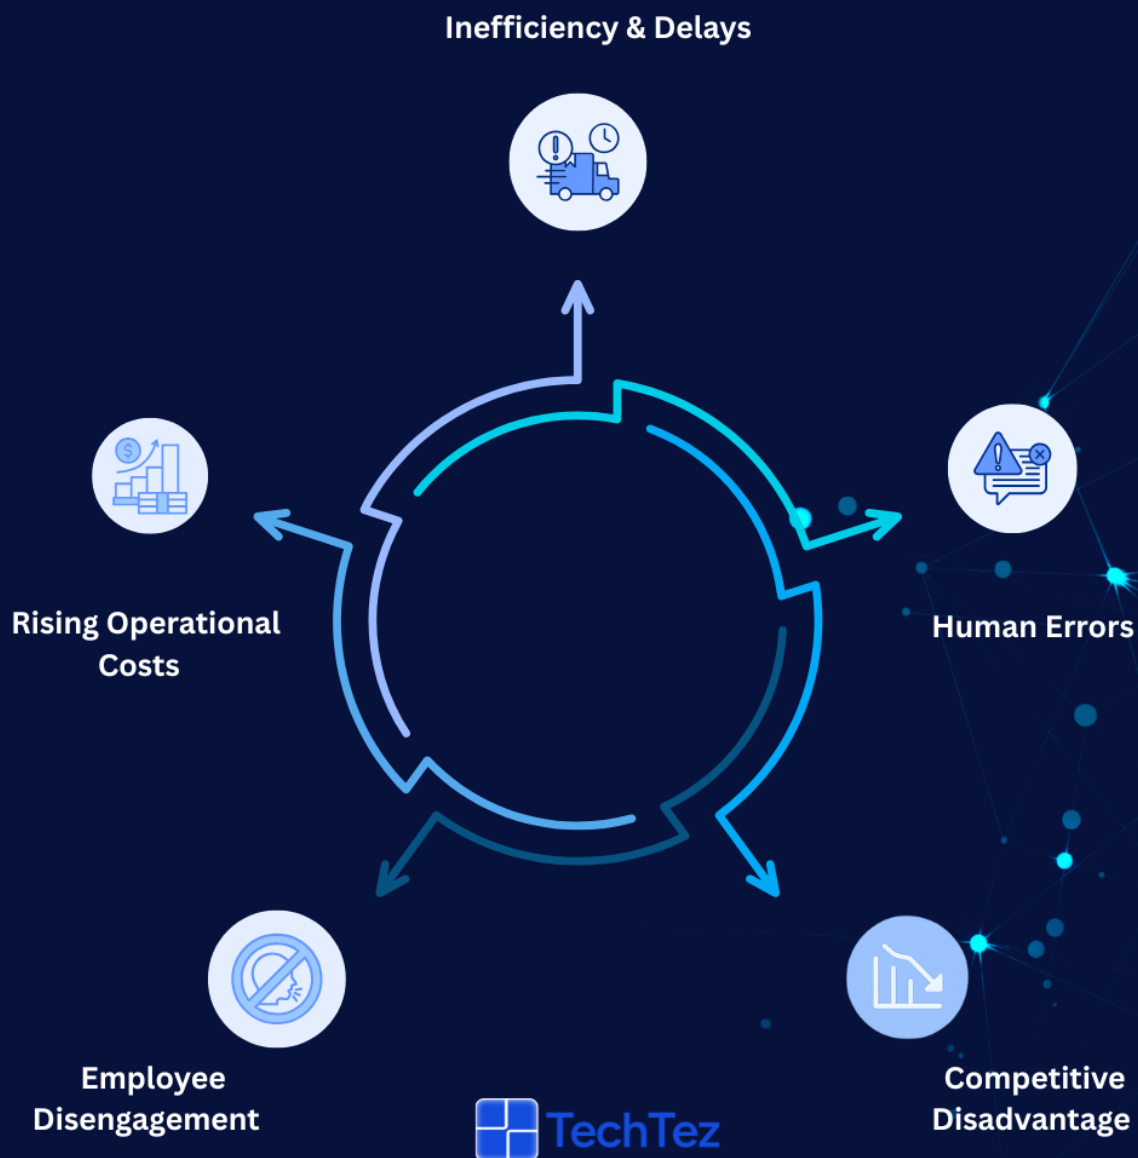 Inefficiency & Delays
Rising Operational
Costs
Human Errors
Employee
Disengagement
Competitive
Disadvantage
TechTez